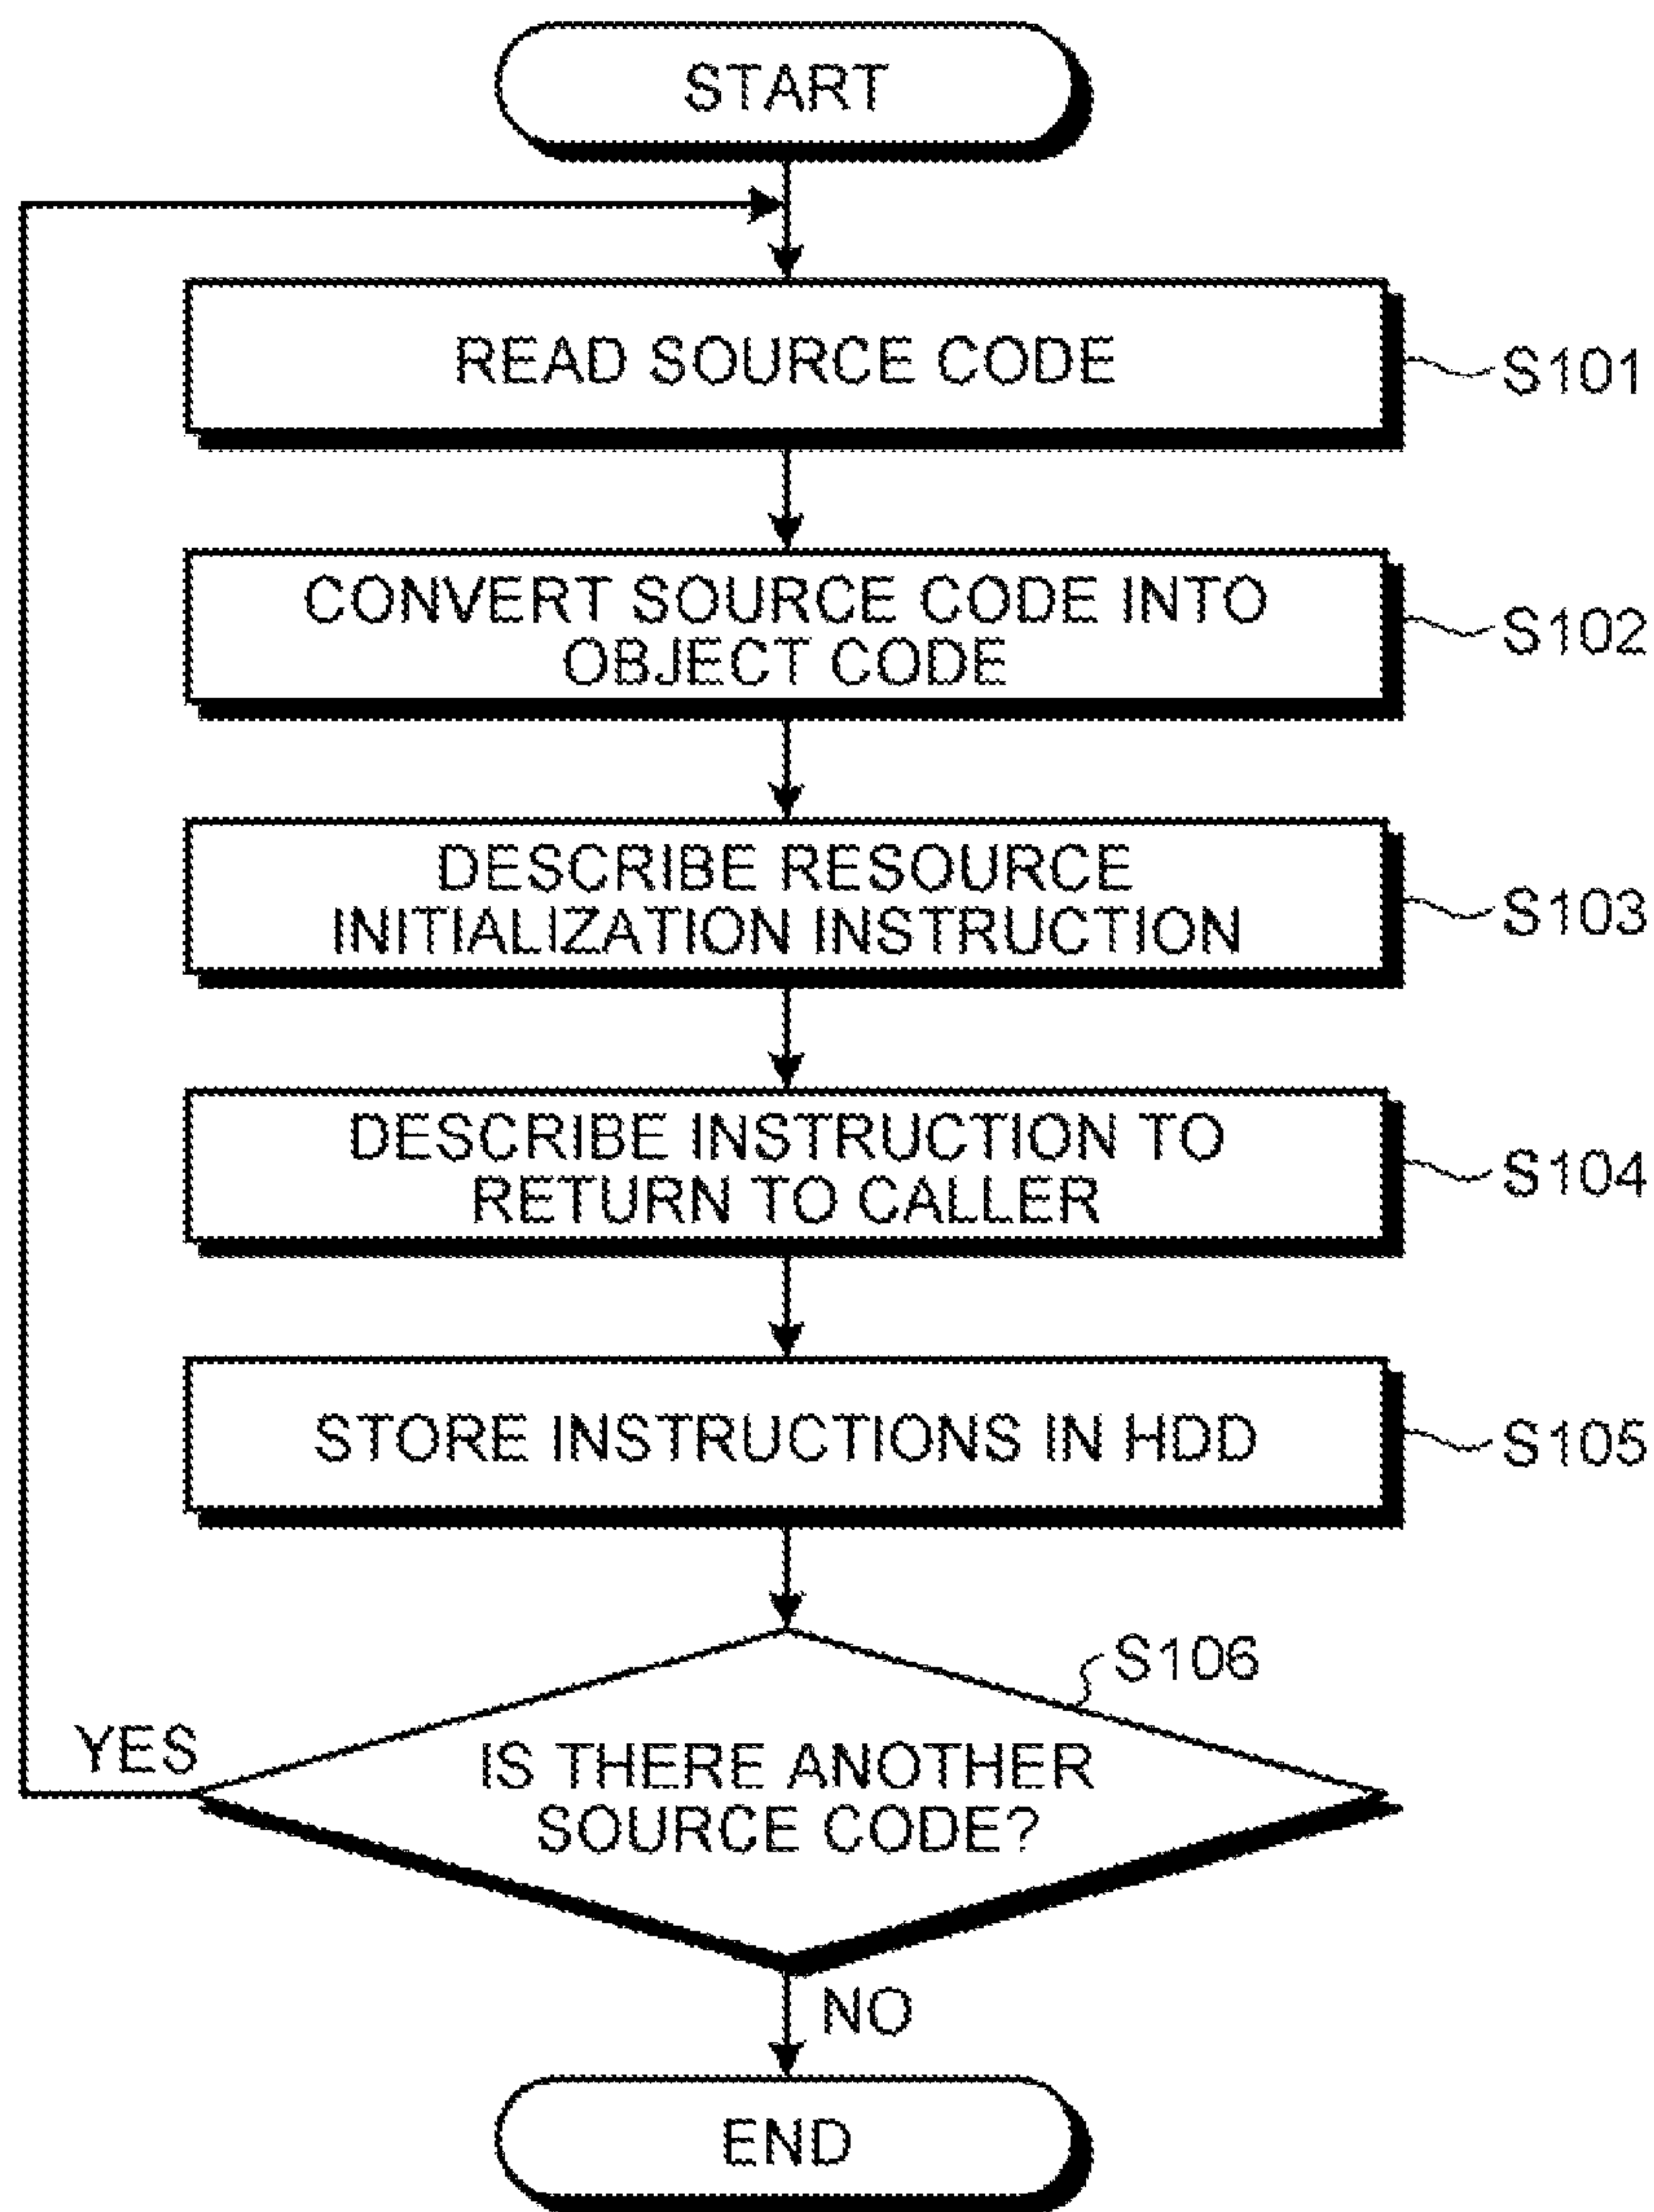 START
READ SOURCE CODE
S101
CONVERT SOURCE CODE INTO
OBJECT CODE
S102
DESCRIBE RESOURCE
INITIALIZATION INSTRUCTION
S103
DESCRIBE INSTRUCTION TO
RETURN TO CALLER
S104
STORE INSTRUCTIONS IN HDD
S105
S106
YES
IS THERE ANOTHER
SOURCE CODE?
NO
END